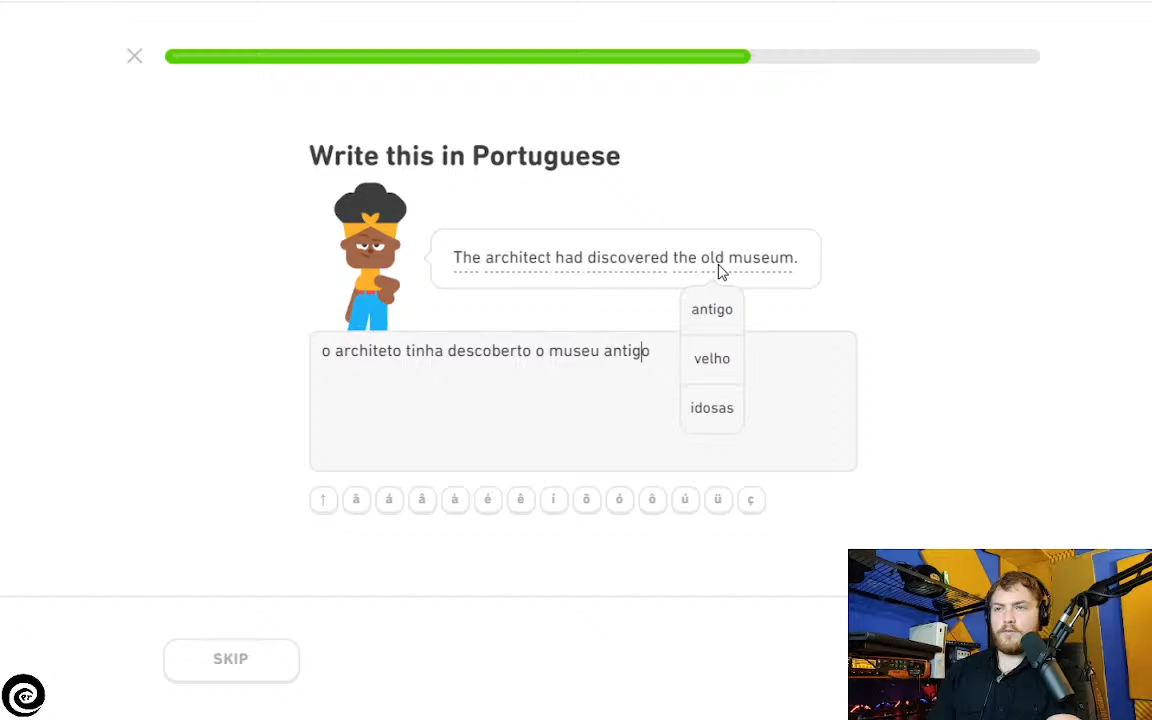 Write this in Portuguese
The architect had discovered the old museum.
antigo
o architeto tinha descoberto o museu antigo
velho
idosas
↑ ã á â à é ê í õ ó ô ú ü ç
SKIP